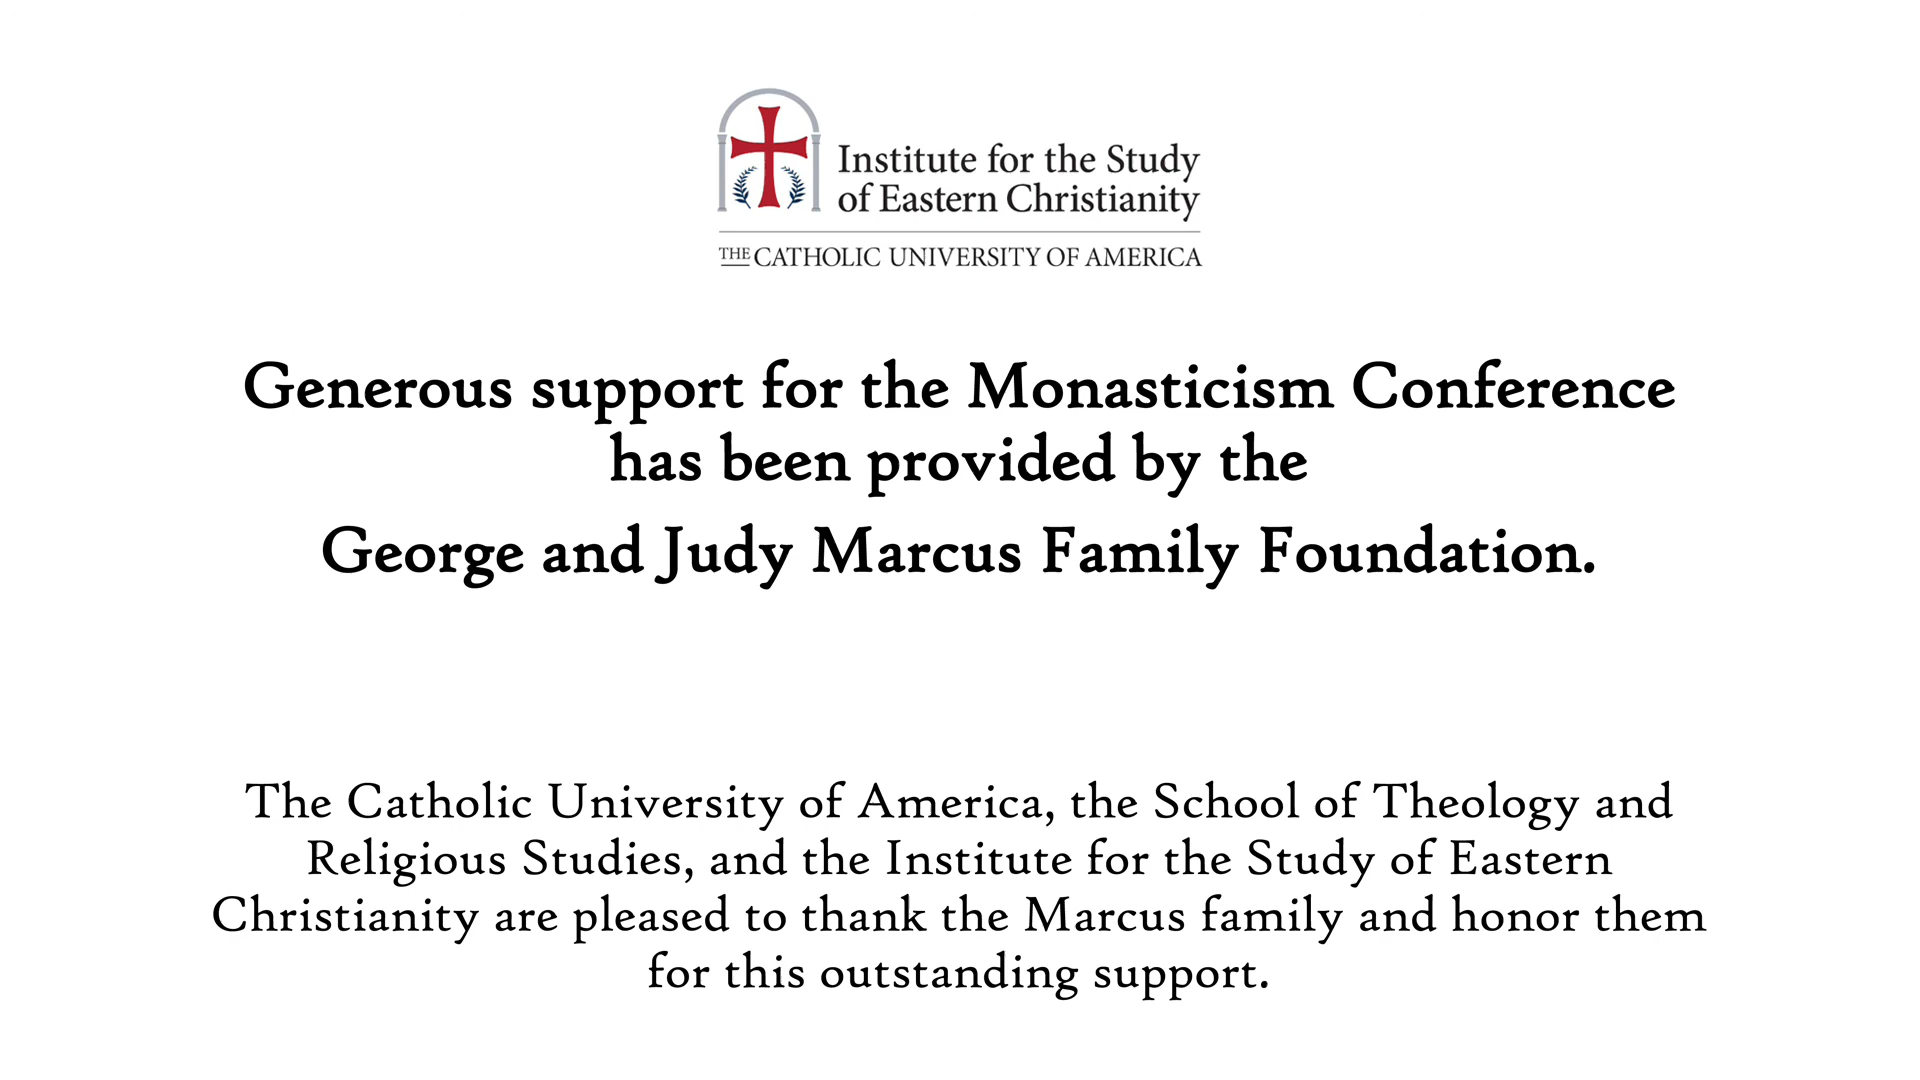 Institute for the Study
of Eastern Christianity
THE CATHOLIC UNIVERSITY OF AMERICA
Generous support for the Monasticism Conference
has been provided by the
George and Judy Marcus Family Foundation.
The Catholic University of America, the School of Theology and
Religious Studies, and the Institute for the Study of Eastern
Christianity are pleased to thank the Marcus family and honor them
for this outstanding support.